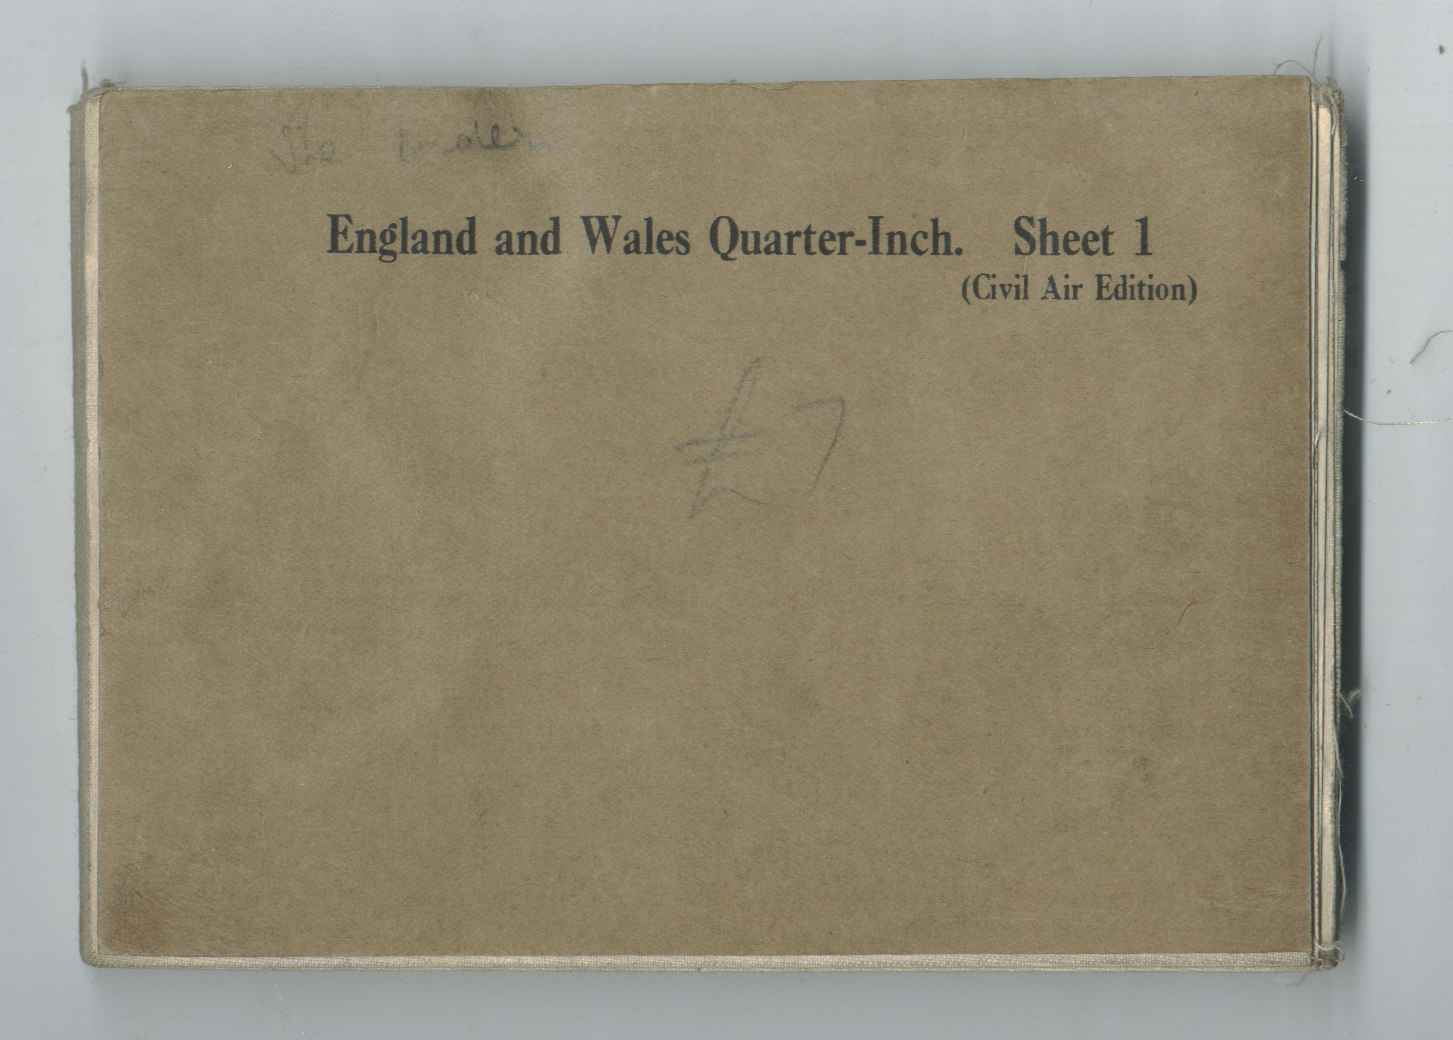 England and Wales Quarter-Inch. Sheet 1
(Civil Air Edition)
£7